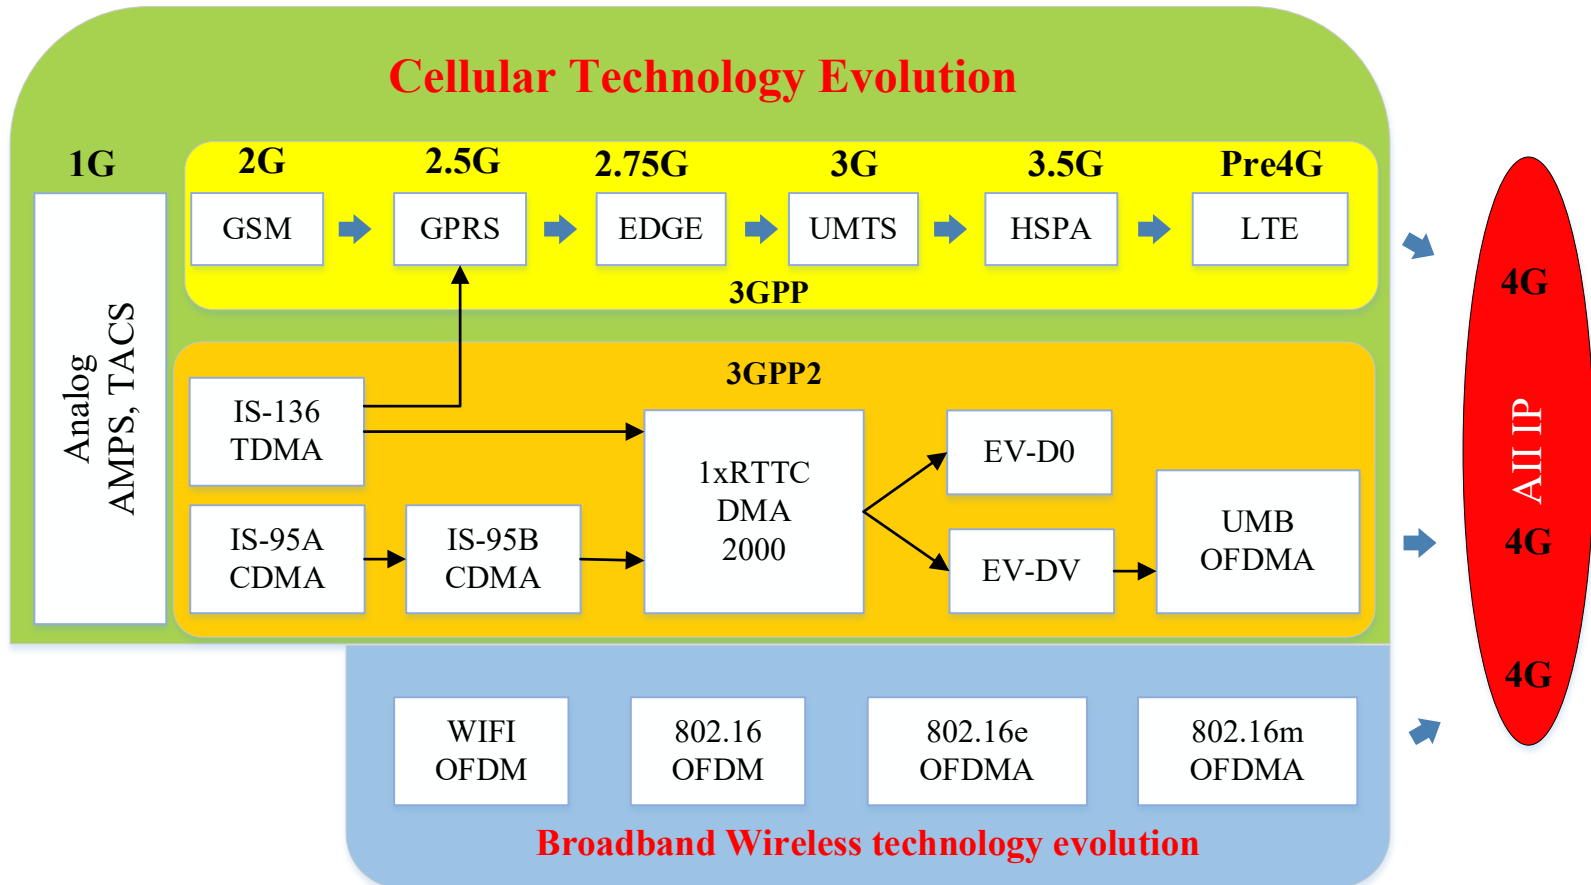 Cellular Technology Evolution
1G
2G
2.5G
2.75G
3G
3.5G
Pre4G
GSM
GPRS
EDGE
UMTS
HSPA
LTE
3GPP
Analog
AMPS, TACS
3GPP2
IS-136
TDMA
IS-95A
CDMA
IS-95B
CDMA
1xRTTC
DMA
2000
EV-D0
EV-DV
UMB
OFDMA
WIFI
OFDM
802.16
OFDM
802.16e
OFDMA
802.16m
OFDMA
Broadband Wireless technology evolution
4G
AII IP
4G
4G